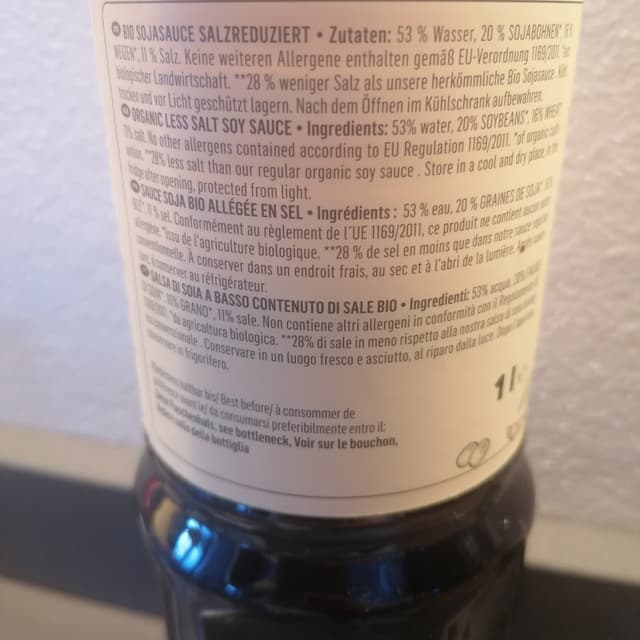 BIO SOJASAUCE SALZREDUZIERT • Zutaten: 53 % Wasser, 20 % SOJABOHNEN*, 16 %
WEIZEN*, 11 % Salz. Keine weiteren Allergene enthalten gemäß EU-Verordnung 1169/2011. *aus
biologischer Landwirtschaft. **28 % weniger Salz als unsere herkömmliche Bio Sojasauce.
trocken und vor Licht geschützt lagern. Nach dem Öffnen im Kühlschrank aufbewahren.
ORGANIC LESS SALT SOY SAUCE • Ingredients: 53% water, 20% SOYBEANS*, 16% WHEAT*
11% salt. No other allergens contained according to EU Regulation 1169/2011. *of organic
**28% less salt than our regular organic soy sauce . Store in a cool and dry place. In the
fridge after opening, protected from light.
SAUCE SOJA BIO ALLÉGÉE EN SEL • Ingrédients : 53 % eau, 20 % GRAINES DE SOJA*,
11 % sel. Conformément au règlement de l'UE 1169/2011, ce produit ne contient aucun
allergène. *issu de l'agriculture biologique. **28 % de sel en moins que dans notre sauce
conventionelle. À conserver dans un endroit frais, au sec et à l'abri de la lumière.
à conserver au réfrigérateur.
SALSA DI SOIA A BASSO CONTENUTO DI SALE BIO • Ingredienti: 53% acqua, 20%
16% GRANO*, 11% sale. Non contiene altri allergeni in conformità con il
*da agricoltura biologica. **28% di sale in meno rispetto alla nostra salsa di
Conservare in un luogo fresco e asciutto, al riparo dalla luce. Dopo
frigorifero.
haltbar bis/ Best before/ à consommer de
préférence avant le/ da consumarsi preferibilmente entro il:
see bottleneck, Voir sur le bouchon,
sulla della bottiglia
1 l